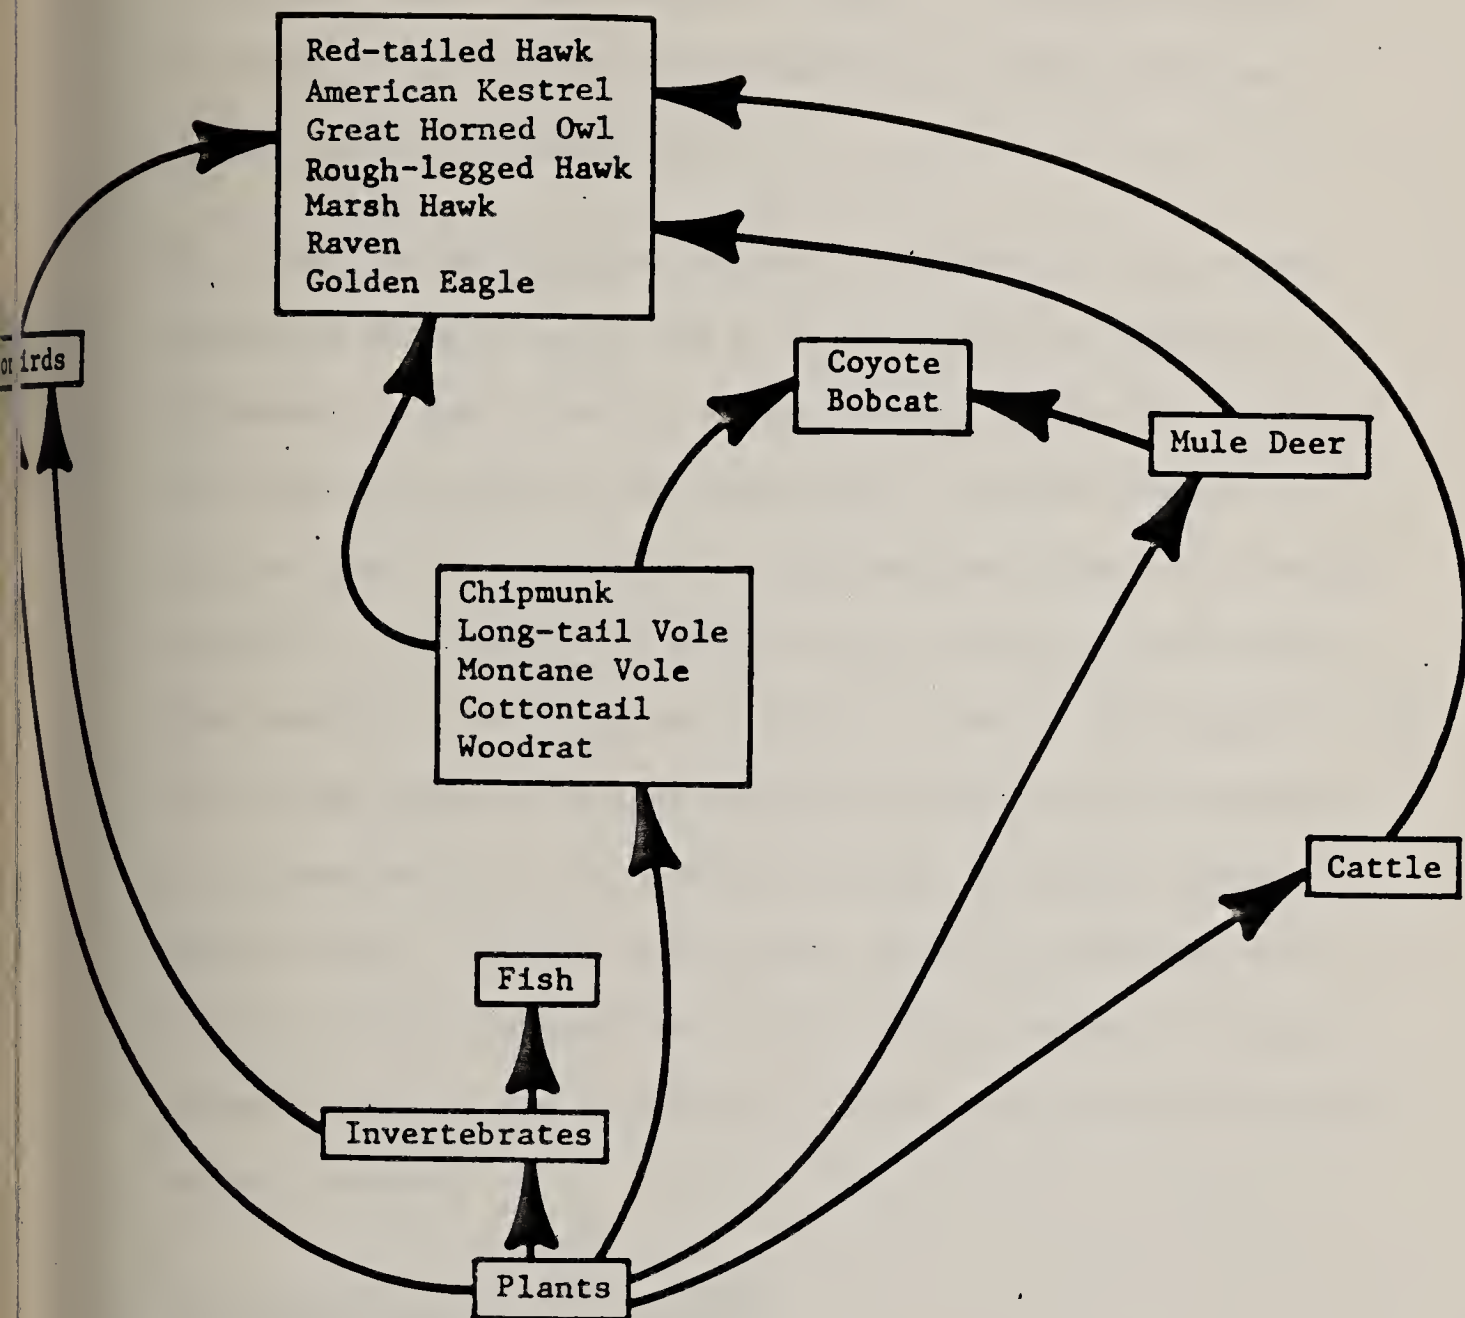 Red-tailed Hawk
American Kestrel
Great Horned Owl
Rough-legged Hawk
Marsh Hawk
Raven
Golden Eagle
Coyote
Bobcat
Mule Deer
Chipmunk
Long-tail Vole
Montane Vole
Cottontail
Woodrat
Cattle
Fish
Invertebrates
Plants